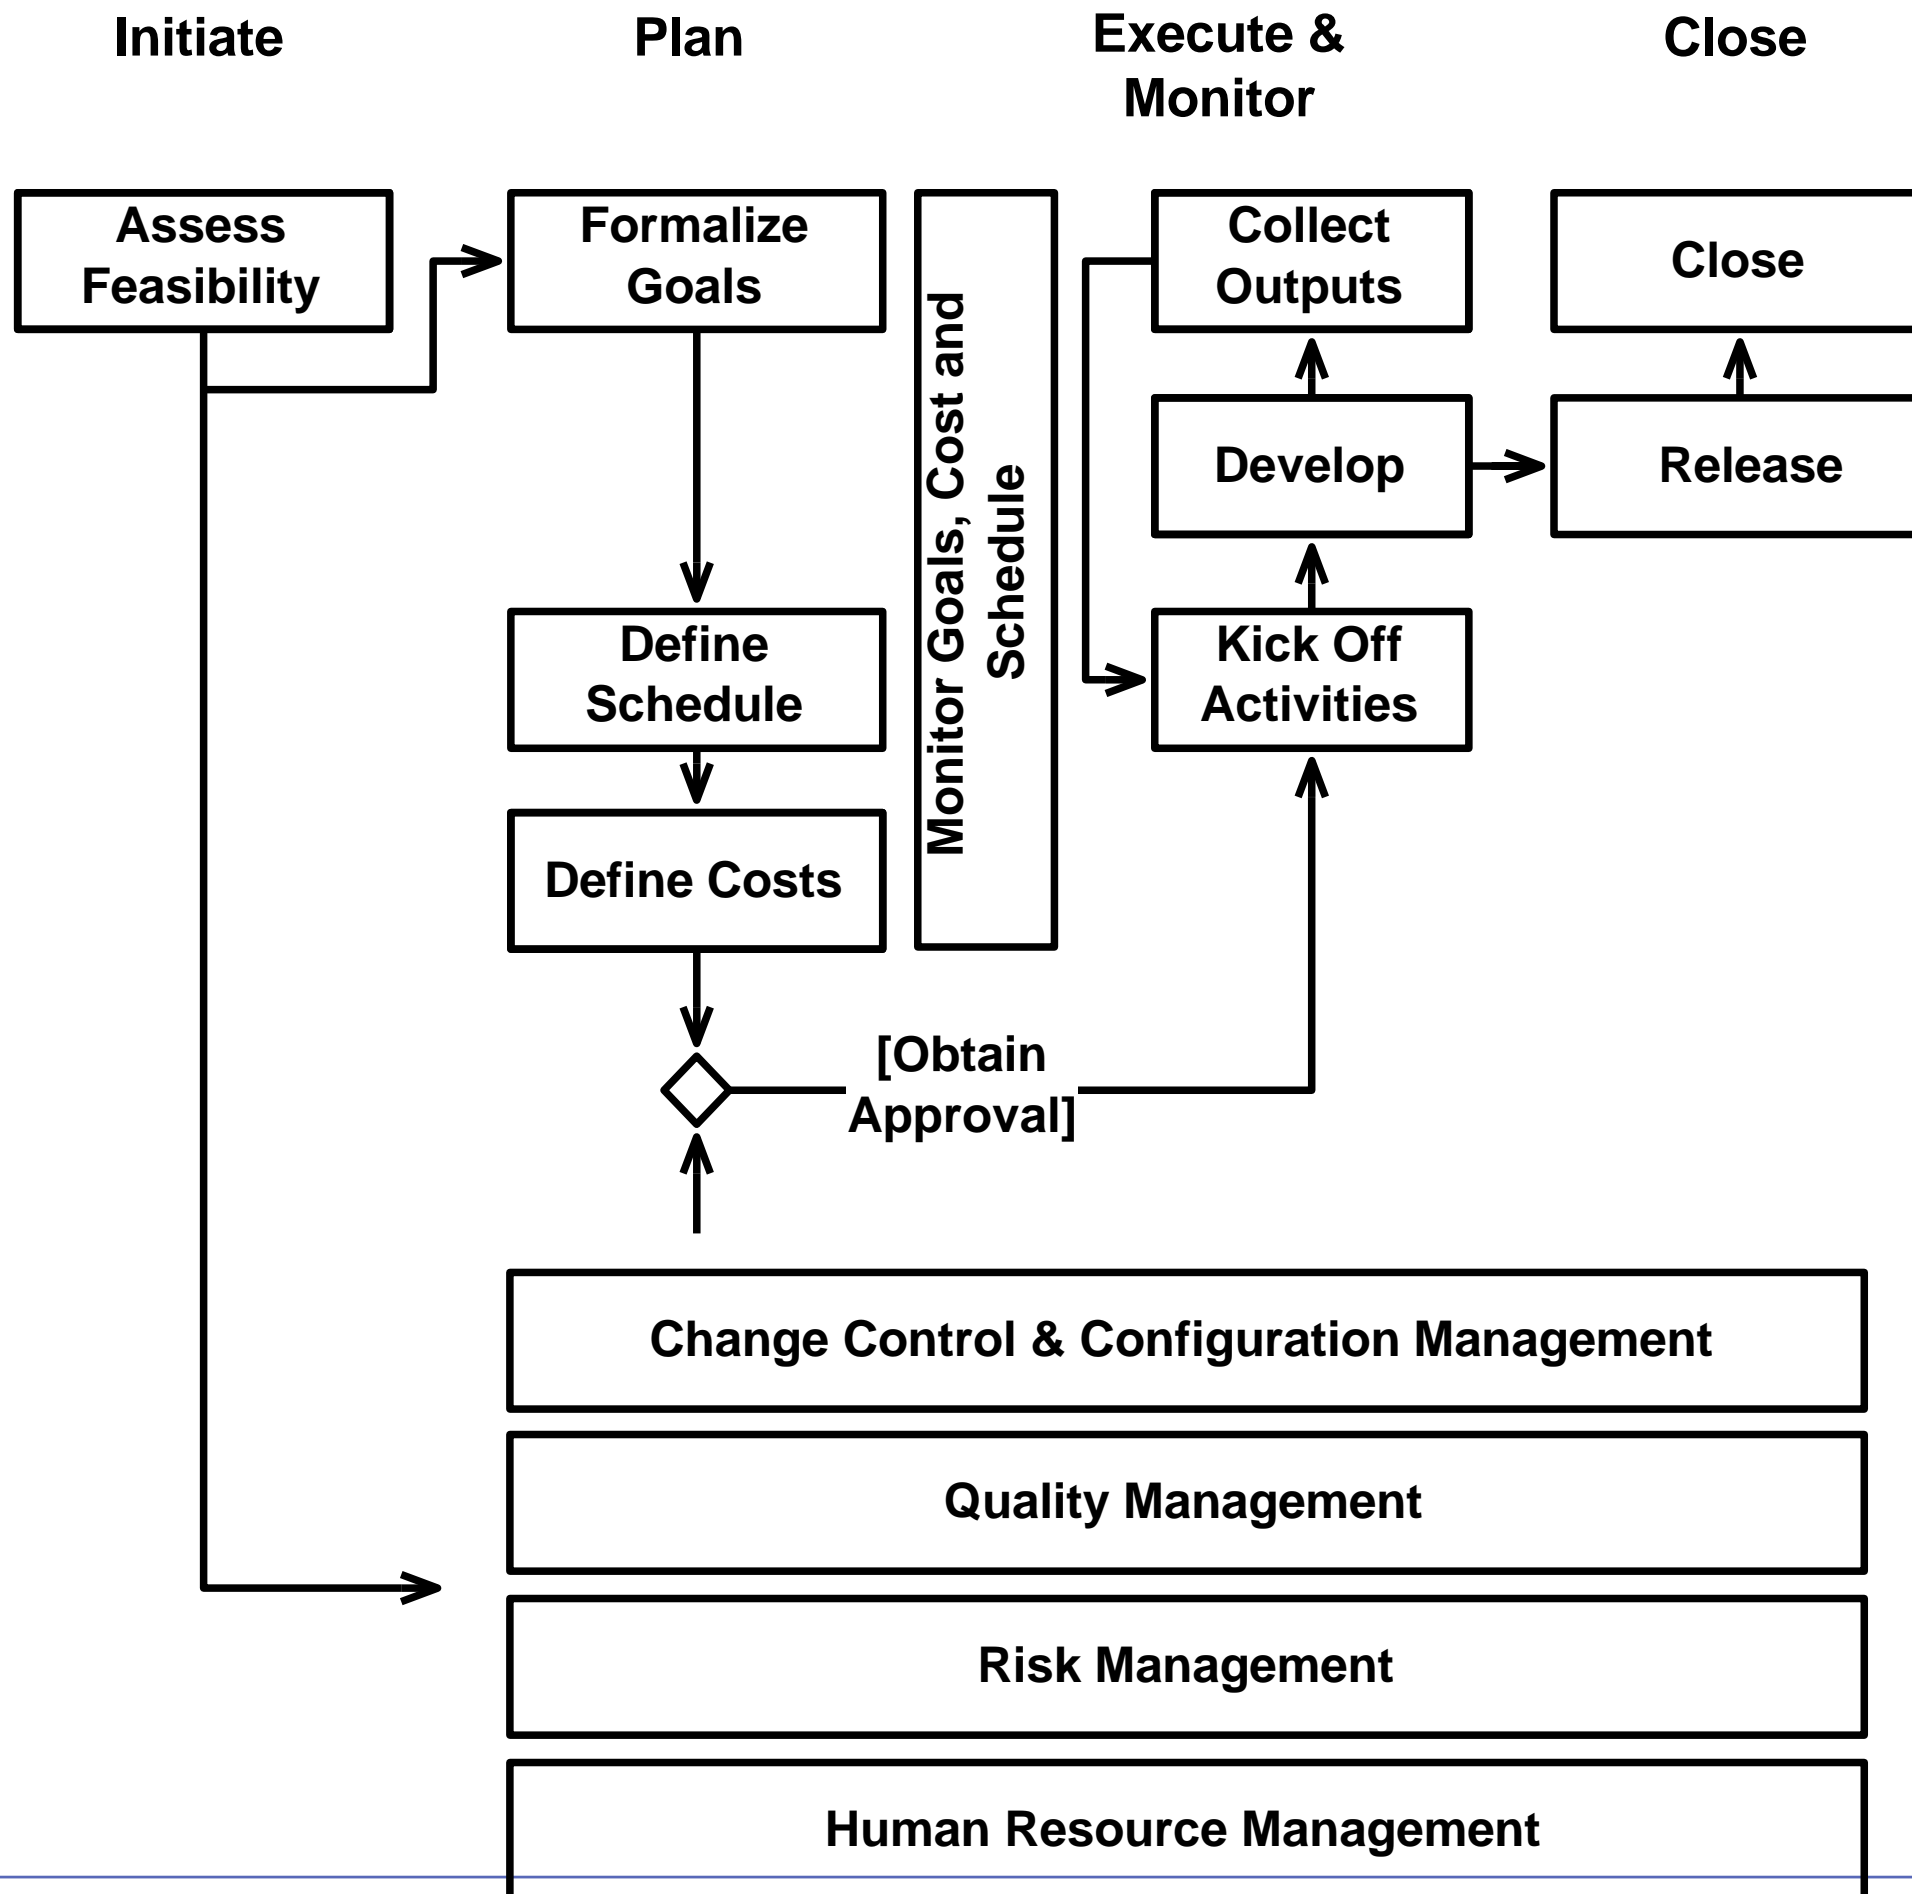 Initiate
Plan
Execute &
Monitor
Close
Assess
Feasibility
Formalize
Goals
Monitor Goals, Cost and
Schedule
Collect
Outputs
Close
Develop
Release
Define
Schedule
Kick Off
Activities
Define Costs
[Obtain
Approval]
Change Control & Configuration Management
Quality Management
Risk Management
Human Resource Management